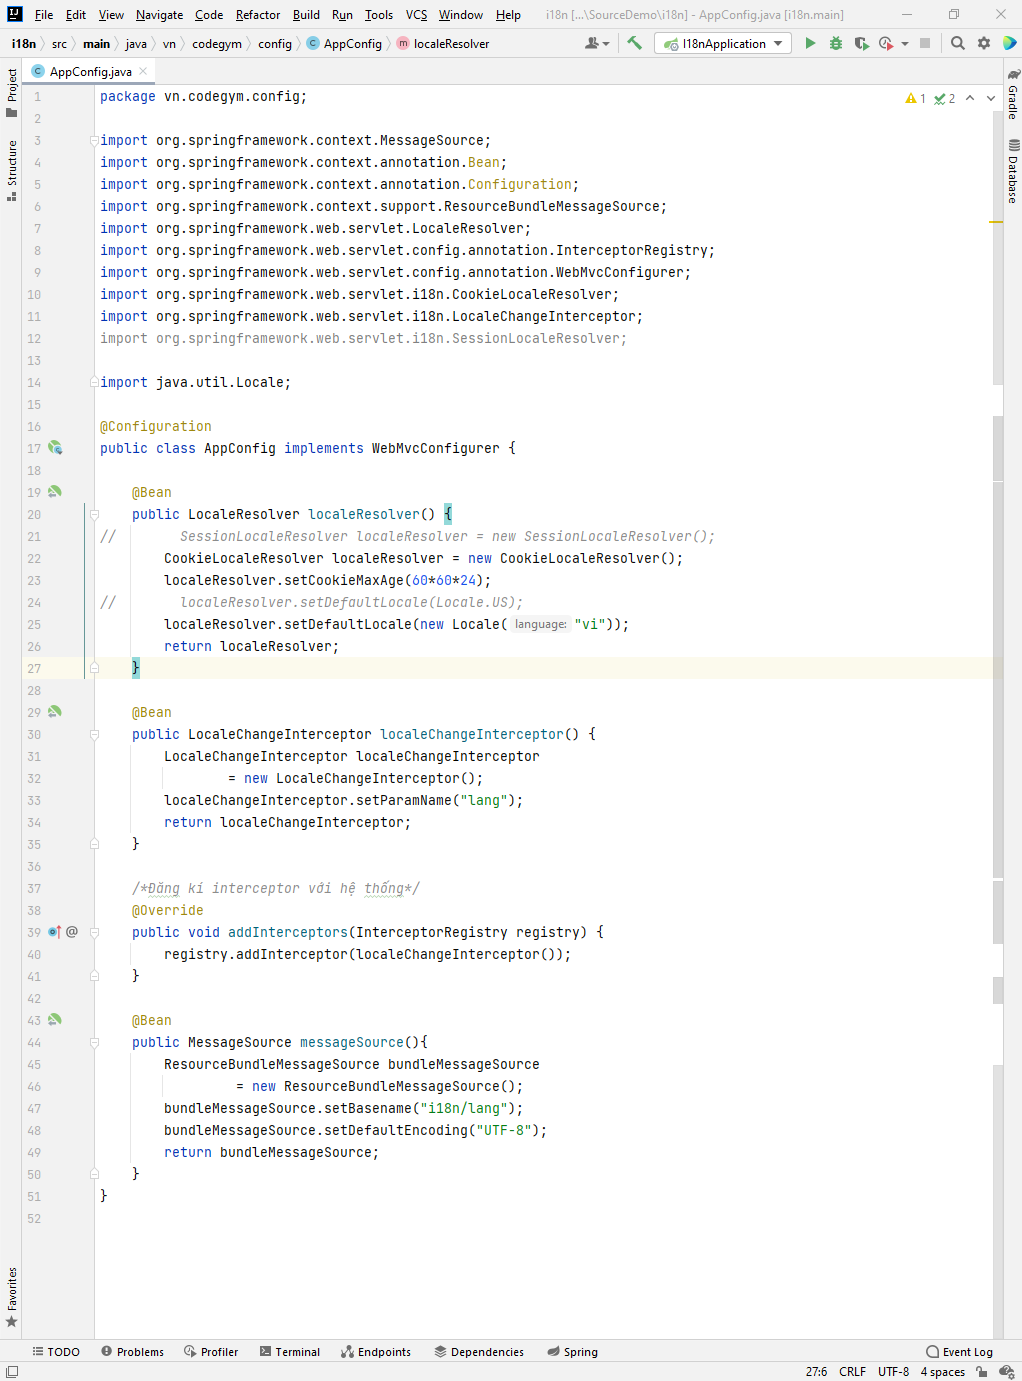 File Edit View Navigate Code Refactor Build Run Tools VCS Window Help i18n [...\SourceDemo\i18n] - AppConfig.java [i18n.main]
i18n src main java vn codegym config AppConfig localeResolver I18nApplication
Project
Structure
Favorites
Gradle
Database
AppConfig.java
1 2
1 package vn.codegym.config;
2
3 import org.springframework.context.MessageSource;
4 import org.springframework.context.annotation.Bean;
5 import org.springframework.context.annotation.Configuration;
6 import org.springframework.context.support.ResourceBundleMessageSource;
7 import org.springframework.web.servlet.LocaleResolver;
8 import org.springframework.web.servlet.config.annotation.InterceptorRegistry;
9 import org.springframework.web.servlet.config.annotation.WebMvcConfigurer;
10 import org.springframework.web.servlet.i18n.CookieLocaleResolver;
11 import org.springframework.web.servlet.i18n.LocaleChangeInterceptor;
12 import org.springframework.web.servlet.i18n.SessionLocaleResolver;
13
14 import java.util.Locale;
15
16 @Configuration
17 public class AppConfig implements WebMvcConfigurer {
18
19 @Bean
20 public LocaleResolver localeResolver() {
21 // SessionLocaleResolver localeResolver = new SessionLocaleResolver();
22 CookieLocaleResolver localeResolver = new CookieLocaleResolver();
23 localeResolver.setCookieMaxAge(60*60*24);
24 // localeResolver.setDefaultLocale(Locale.US);
25 localeResolver.setDefaultLocale(new Locale( language: "vi"));
26 return localeResolver;
27 }
28
29 @Bean
30 public LocaleChangeInterceptor localeChangeInterceptor() {
31 LocaleChangeInterceptor localeChangeInterceptor
32 = new LocaleChangeInterceptor();
33 localeChangeInterceptor.setParamName("lang");
34 return localeChangeInterceptor;
35 }
36
37 /*Đăng kí interceptor với hệ thống*/
38 @Override
39 @ public void addInterceptors(InterceptorRegistry registry) {
40 registry.addInterceptor(localeChangeInterceptor());
41 }
42
43 @Bean
44 public MessageSource messageSource(){
45 ResourceBundleMessageSource bundleMessageSource
46 = new ResourceBundleMessageSource();
47 bundleMessageSource.setBasename("i18n/lang");
48 bundleMessageSource.setDefaultEncoding("UTF-8");
49 return bundleMessageSource;
50 }
51 }
52
TODO Problems Profiler Terminal Endpoints Dependencies Spring Event Log
27:6 CRLF UTF-8 4 spaces